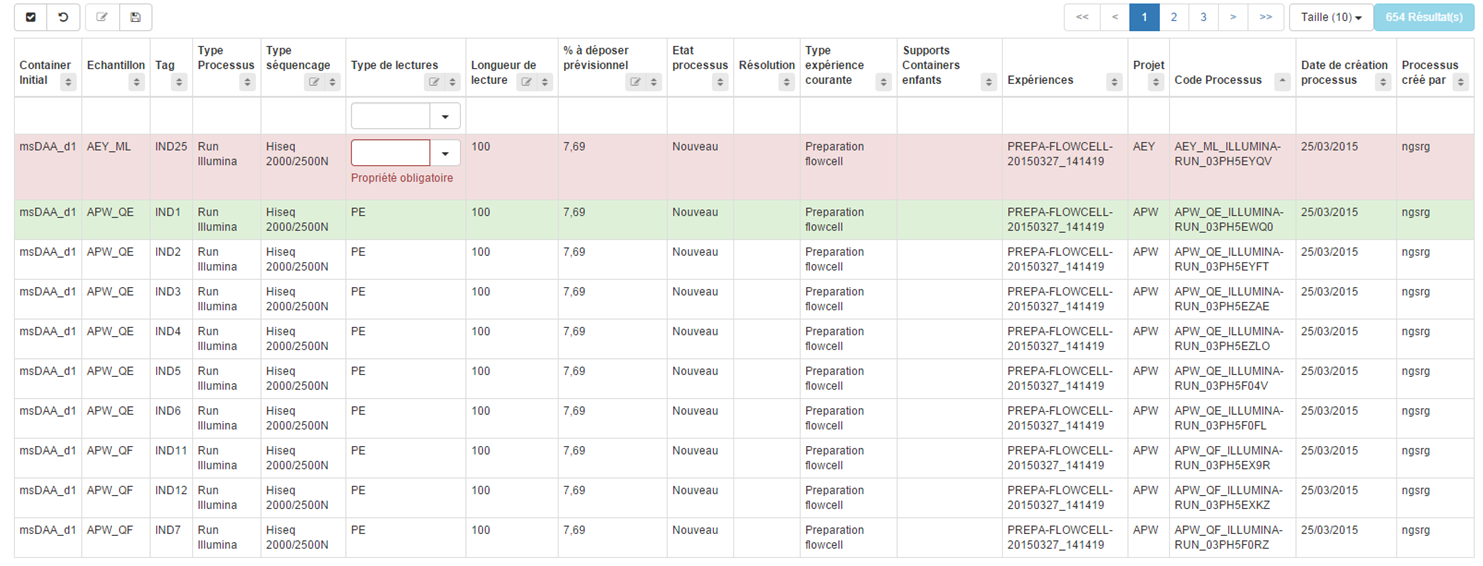 << < 1 2 3 > >> Taille (10) 654 Résultat(s)
Container Initial Echantillon Tag Type Processus Type séquencage Type de lectures Longueur de lecture % à déposer prévisionnel Etat processus Résolution Type expérience courante Supports Containers enfants Expériences Projet Code Processus Date de création processus Processus créé par
msDAA_d1 AEY_ML IND25 Run Illumina Hiseq 2000/2500N 100 7,69 Nouveau Preparation flowcell PREPA-FLOWCELL-20150327_141419 AEY AEY_ML_ILLUMINA-RUN_03PH5EYQV 25/03/2015 ngsrg
Propriété obligatoire
msDAA_d1 APW_QE IND1 Run Illumina Hiseq 2000/2500N PE 100 7,69 Nouveau Preparation flowcell PREPA-FLOWCELL-20150327_141419 APW APW_QE_ILLUMINA-RUN_03PH5EWQ0 25/03/2015 ngsrg
msDAA_d1 APW_QE IND2 Run Illumina Hiseq 2000/2500N PE 100 7,69 Nouveau Preparation flowcell PREPA-FLOWCELL-20150327_141419 APW APW_QE_ILLUMINA-RUN_03PH5EYFT 25/03/2015 ngsrg
msDAA_d1 APW_QE IND3 Run Illumina Hiseq 2000/2500N PE 100 7,69 Nouveau Preparation flowcell PREPA-FLOWCELL-20150327_141419 APW APW_QE_ILLUMINA-RUN_03PH5EZAE 25/03/2015 ngsrg
msDAA_d1 APW_QE IND4 Run Illumina Hiseq 2000/2500N PE 100 7,69 Nouveau Preparation flowcell PREPA-FLOWCELL-20150327_141419 APW APW_QE_ILLUMINA-RUN_03PH5EZLO 25/03/2015 ngsrg
msDAA_d1 APW_QE IND5 Run Illumina Hiseq 2000/2500N PE 100 7,69 Nouveau Preparation flowcell PREPA-FLOWCELL-20150327_141419 APW APW_QE_ILLUMINA-RUN_03PH5F04V 25/03/2015 ngsrg
msDAA_d1 APW_QE IND6 Run Illumina Hiseq 2000/2500N PE 100 7,69 Nouveau Preparation flowcell PREPA-FLOWCELL-20150327_141419 APW APW_QE_ILLUMINA-RUN_03PH5F0FL 25/03/2015 ngsrg
msDAA_d1 APW_QF IND11 Run Illumina Hiseq 2000/2500N PE 100 7,69 Nouveau Preparation flowcell PREPA-FLOWCELL-20150327_141419 APW APW_QF_ILLUMINA-RUN_03PH5EX9R 25/03/2015 ngsrg
msDAA_d1 APW_QF IND12 Run Illumina Hiseq 2000/2500N PE 100 7,69 Nouveau Preparation flowcell PREPA-FLOWCELL-20150327_141419 APW APW_QF_ILLUMINA-RUN_03PH5EXKZ 25/03/2015 ngsrg
msDAA_d1 APW_QF IND7 Run Illumina Hiseq 2000/2500N PE 100 7,69 Nouveau Preparation flowcell PREPA-FLOWCELL-20150327_141419 APW APW_QF_ILLUMINA-RUN_03PH5F0RZ 25/03/2015 ngsrg